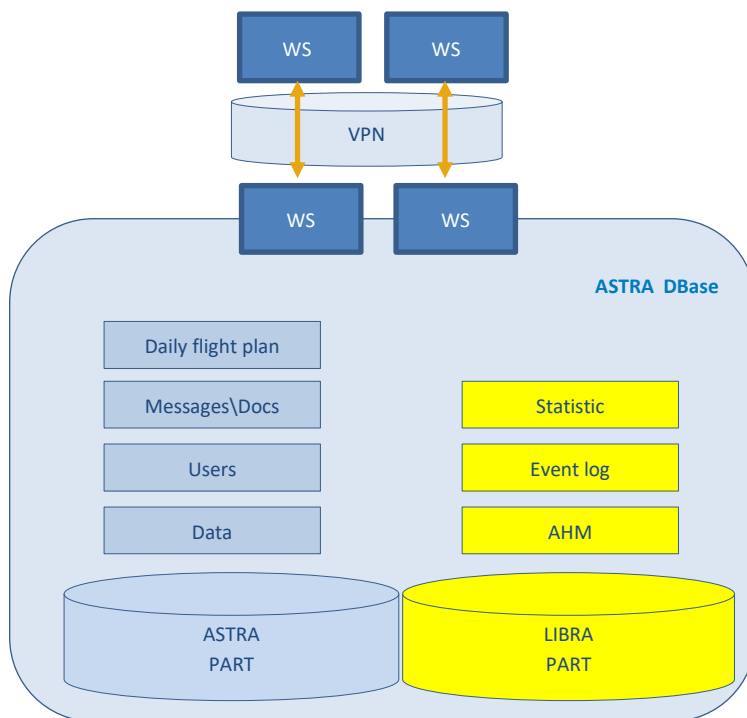 WS
WS
VPN
WS
WS
ASTRA DBase
Daily flight plan
Messages\Docs
Statistic
Users
Event log
Data
AHM
ASTRA
PART
LIBRA
PART